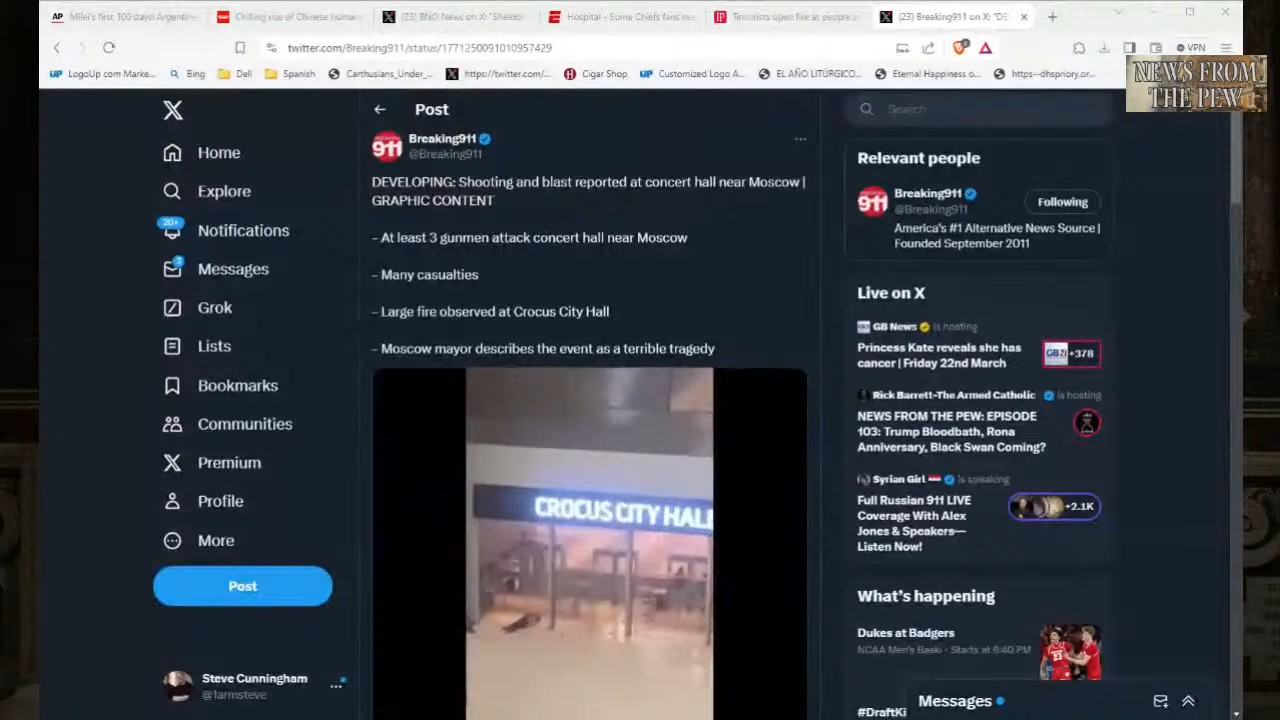 Milei's first 100 days! Argentine
Chilling rise of Chinese human
(23) BNO News on X: "Sheldon
Hospital - Some Chiefs fans ne
Terrorists open fire at people a
(23) Breaking911 on X: "DE
twitter.com/Breaking911/status/1771250091010957429
VPN
LogoUp.com Marke...
Bing
Dell
Spanish
Carthusians_Under_...
https://twitter.com/...
Cigar Shop
Customized Logo A...
EL AÑO LITÚRGICO...
Eternal Happiness o...
https--dhspriory.or...
NEWS FROM
THE PEW
Home
Explore
20+
Notifications
3
Messages
Grok
Lists
Bookmarks
Communities
Premium
Profile
More
Post
Steve Cunningham
@1armsteve
Post
Breaking911
@Breaking911
DEVELOPING: Shooting and blast reported at concert hall near Moscow |
GRAPHIC CONTENT
– At least 3 gunmen attack concert hall near Moscow
– Many casualties
– Large fire observed at Crocus City Hall
– Moscow mayor describes the event as a terrible tragedy
CROCUS CITY HALL
Search
Relevant people
Breaking911
@Breaking911
Following
America's #1 Alternative News Source |
Founded September 2011
Live on X
GB News is hosting
Princess Kate reveals she has
cancer | Friday 22nd March
+378
Rick Barrett-The Armed Catholic is hosting
NEWS FROM THE PEW: EPISODE
103: Trump Bloodbath, Rona
Anniversary, Black Swan Coming?
Syrian Girl is speaking
Full Russian 911 LIVE
Coverage With Alex
Jones & Speakers—
Listen Now!
+2.1K
What's happening
Dukes at Badgers
NCAA Men's Baski · Starts at 6:40 PM
#DraftKi
Messages